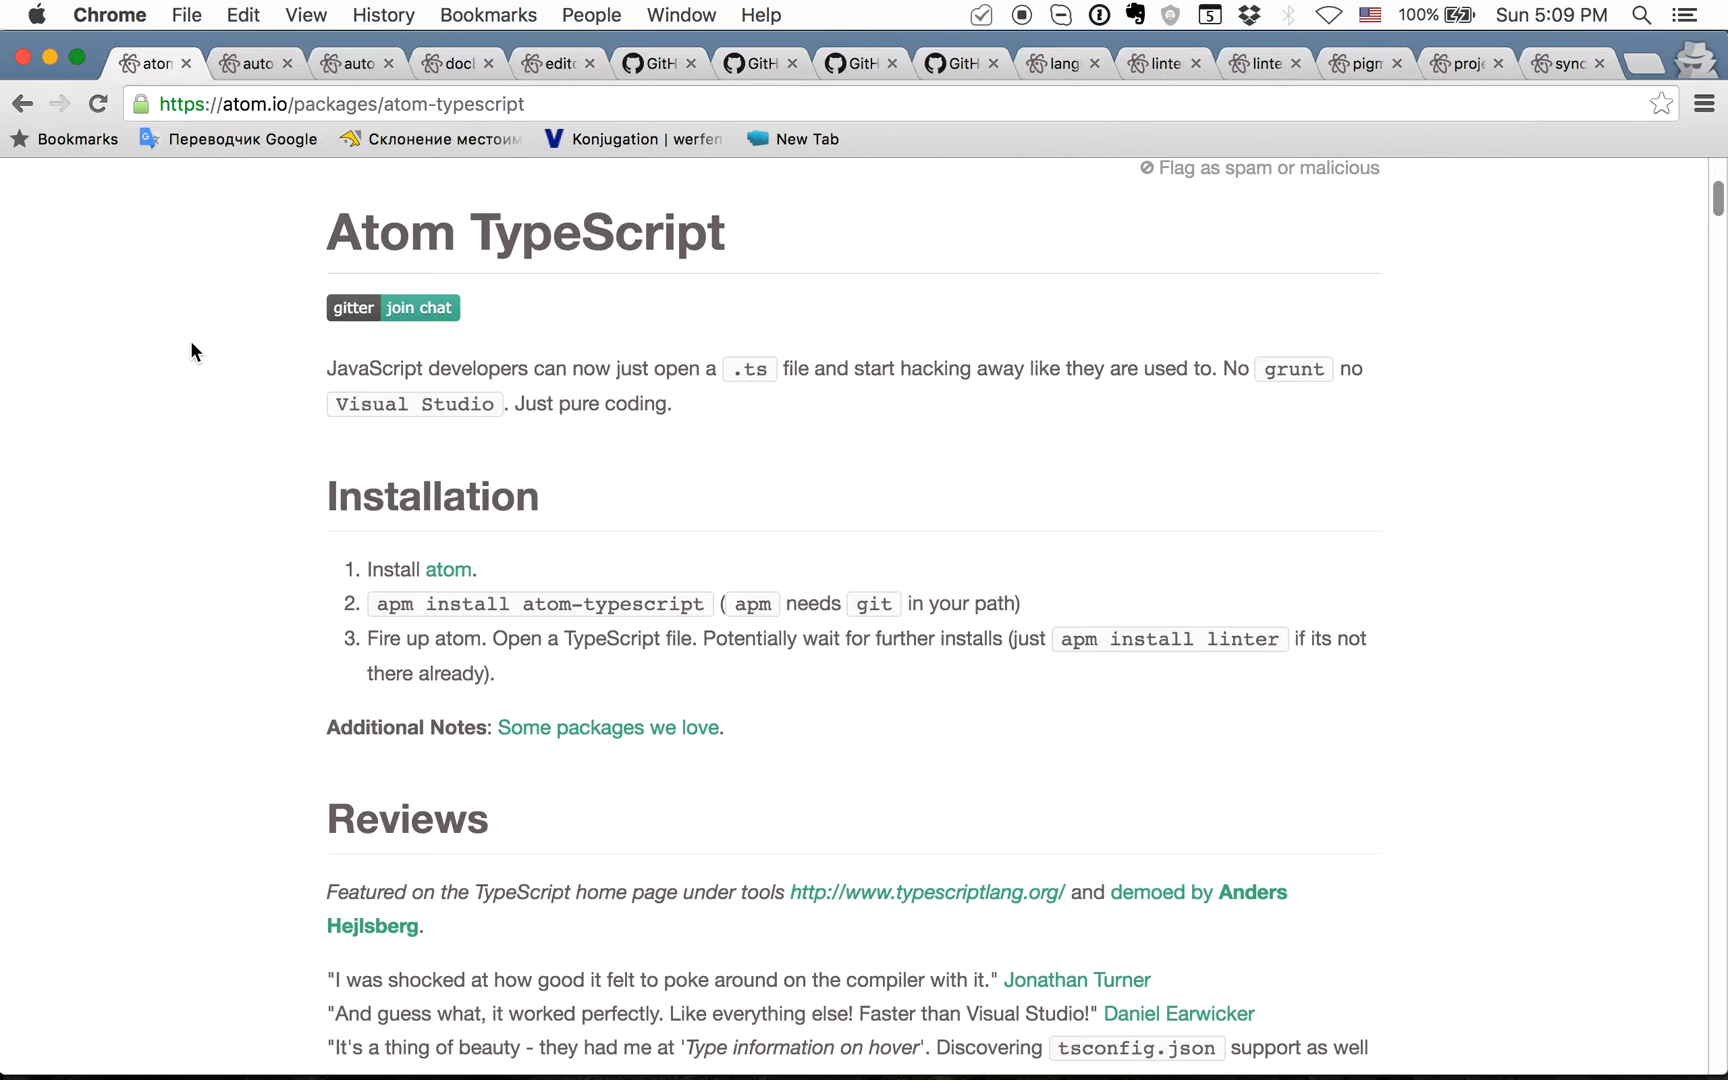 Chrome File Edit View History Bookmarks People Window Help 5 100% Sun 5:09 PM
aton auto auto docl edito GitH GitH GitH GitH lang linte linte pigm proje sync
https://atom.io/packages/atom-typescript
Bookmarks Переводчик Google Склонение местоим Konjugation | werfen New Tab
Flag as spam or malicious
Atom TypeScript
gitter join chat
JavaScript developers can now just open a .ts file and start hacking away like they are used to. No grunt no
Visual Studio . Just pure coding.
Installation
1. Install atom.
2. apm install atom-typescript ( apm needs git in your path)
3. Fire up atom. Open a TypeScript file. Potentially wait for further installs (just apm install linter if its not
there already).
Additional Notes: Some packages we love.
Reviews
Featured on the TypeScript home page under tools http://www.typescriptlang.org/ and demoed by Anders
Hejlsberg.
"I was shocked at how good it felt to poke around on the compiler with it." Jonathan Turner
"And guess what, it worked perfectly. Like everything else! Faster than Visual Studio!" Daniel Earwicker
"It's a thing of beauty - they had me at 'Type information on hover'. Discovering tsconfig.json support as well